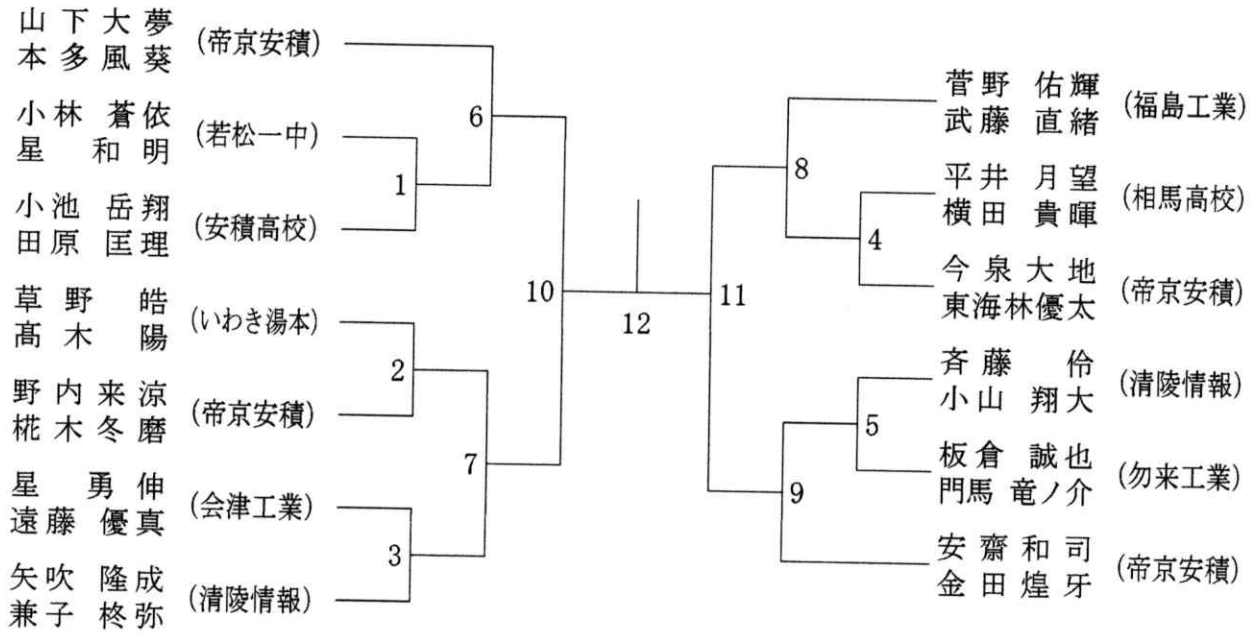 山下大夢
本多風葵
(帝京安積)
小林 蒼依
星 和明
(若松一中)
小池 岳翔
田原 匡理
(安積高校)
草野 皓
髙木 陽
(いわき湯本)
野内来涼
椛木冬磨
(帝京安積)
星 勇伸
遠藤 優真
(会津工業)
矢吹 隆成
兼子 柊弥
(清陵情報)
6
1
2
7
3
10
12
11
8
4
5
9
菅野 佑輝
武藤 直緒
(福島工業)
平井 月望
横田 貴暉
(相馬高校)
今泉大地
東海林優太
(帝京安積)
斉藤 伶
小山 翔大
(清陵情報)
板倉 誠也
門馬 竜ノ介
(勿来工業)
安齋和司
金田煌牙
(帝京安積)